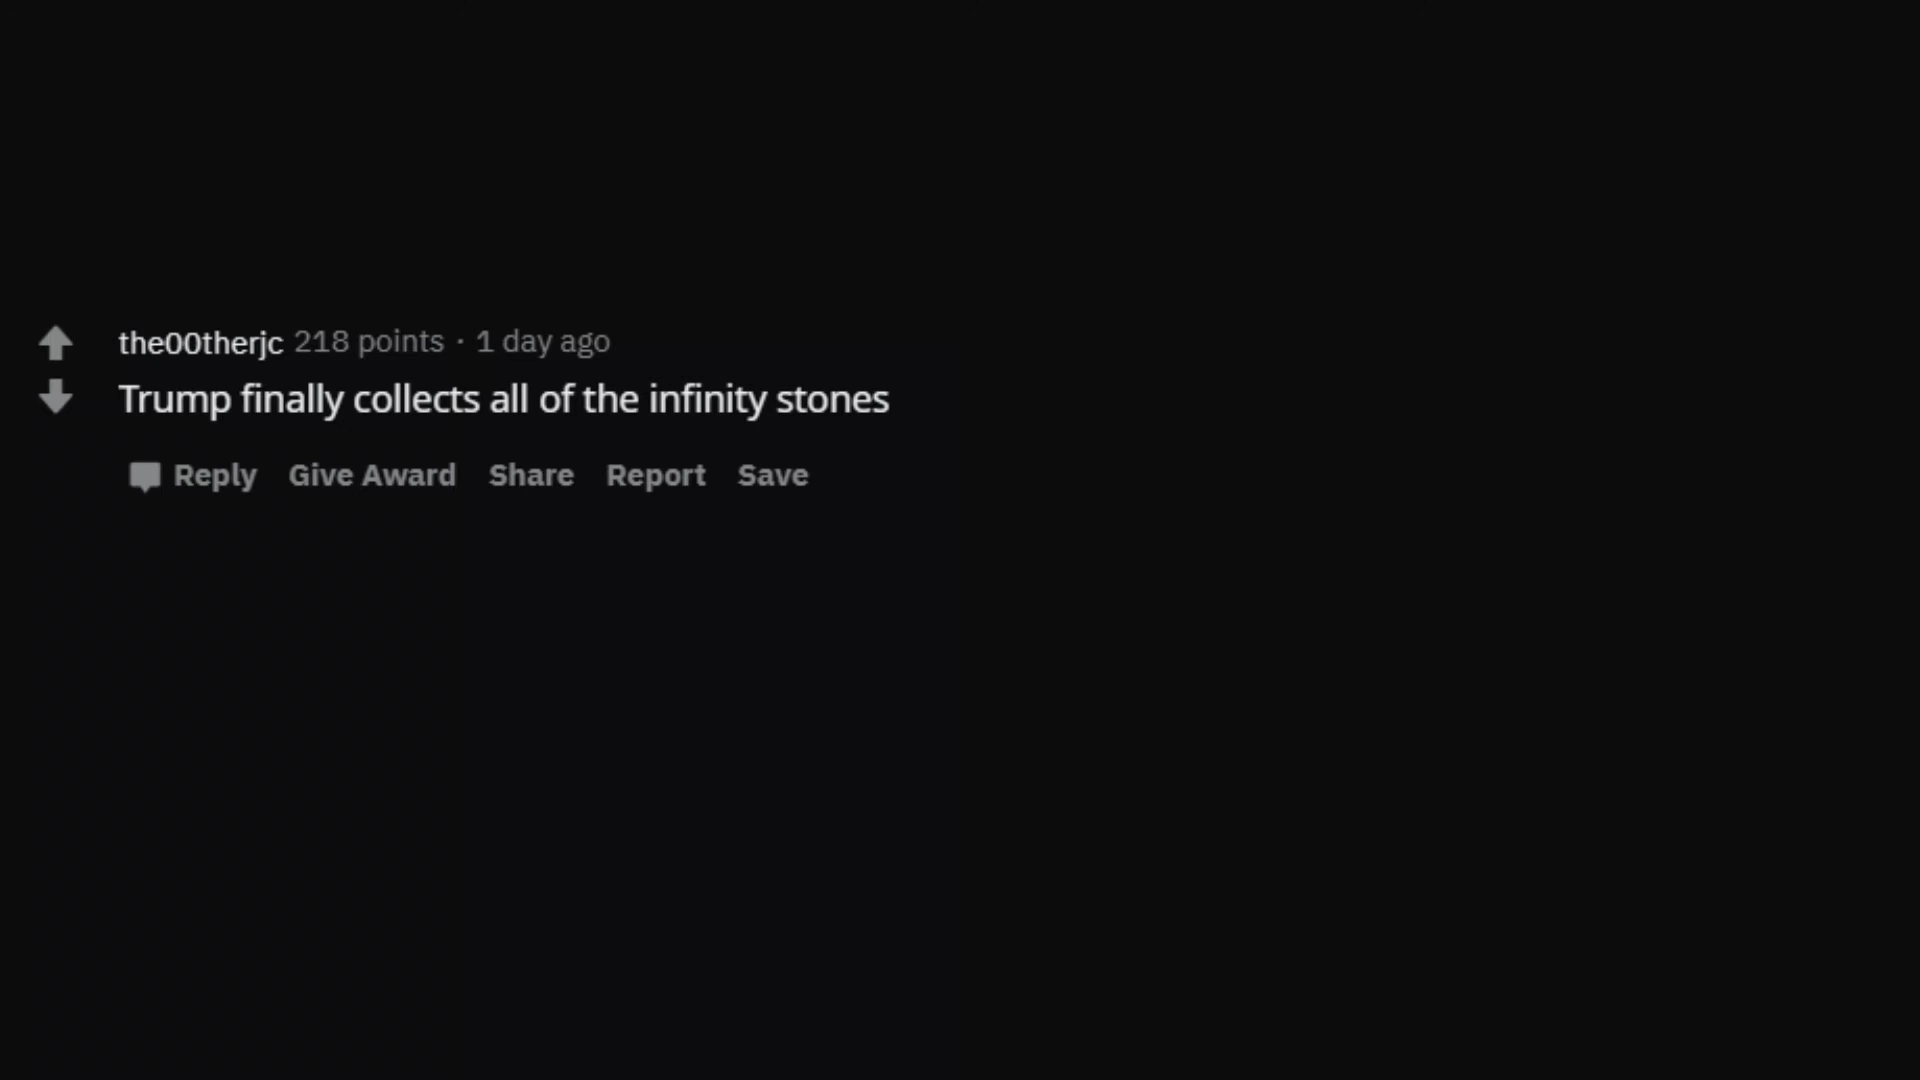 the00therjc 218 points · 1 day ago
Trump finally collects all of the infinity stones
Reply Give Award Share Report Save